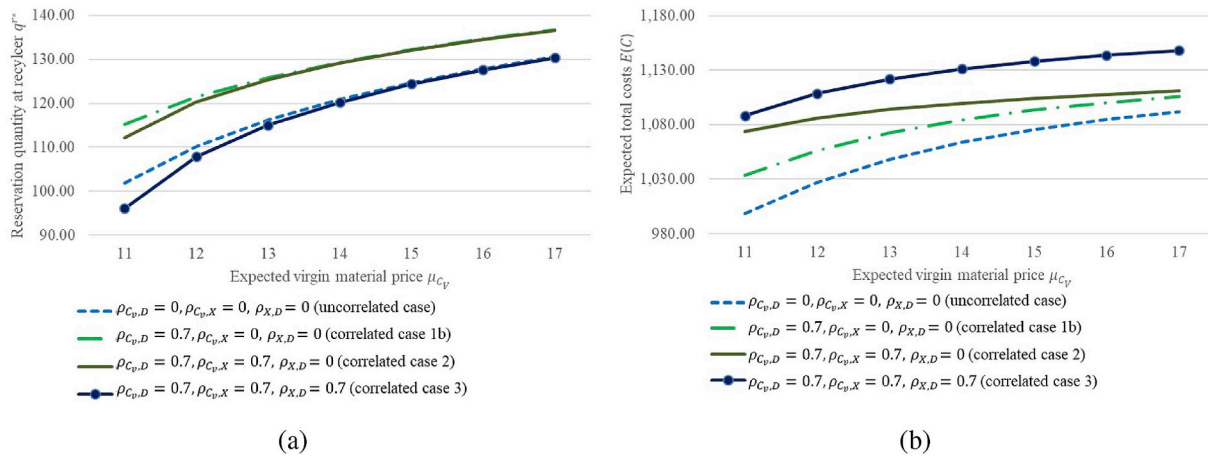 140.00
130.00
120.00
110.00
100.00
90.00
Reservation quantity at recylcer q^{r*}
11 12 13 14 15 16 17
Expected virgin material price μ_{C_V}
ρ_{C_v,D} = 0, ρ_{C_v,X} = 0, ρ_{X,D} = 0 (uncorrelated case)
ρ_{C_v,D} = 0.7, ρ_{C_v,X} = 0, ρ_{X,D} = 0 (correlated case 1b)
ρ_{C_v,D} = 0.7, ρ_{C_v,X} = 0.7, ρ_{X,D} = 0 (correlated case 2)
ρ_{C_v,D} = 0.7, ρ_{C_v,X} = 0.7, ρ_{X,D} = 0.7 (correlated case 3)
(a)
1,180.00
1,130.00
1,080.00
1,030.00
980.00
Expected total costs E(C)
11 12 13 14 15 16 17
Expected virgin material price μ_{C_V}
ρ_{C_v,D} = 0, ρ_{C_v,X} = 0, ρ_{X,D} = 0 (uncorrelated case)
ρ_{C_v,D} = 0.7, ρ_{C_v,X} = 0, ρ_{X,D} = 0 (correlated case 1b)
ρ_{C_v,D} = 0.7, ρ_{C_v,X} = 0.7, ρ_{X,D} = 0 (correlated case 2)
ρ_{C_v,D} = 0.7, ρ_{C_v,X} = 0.7, ρ_{X,D} = 0.7 (correlated case 3)
(b)